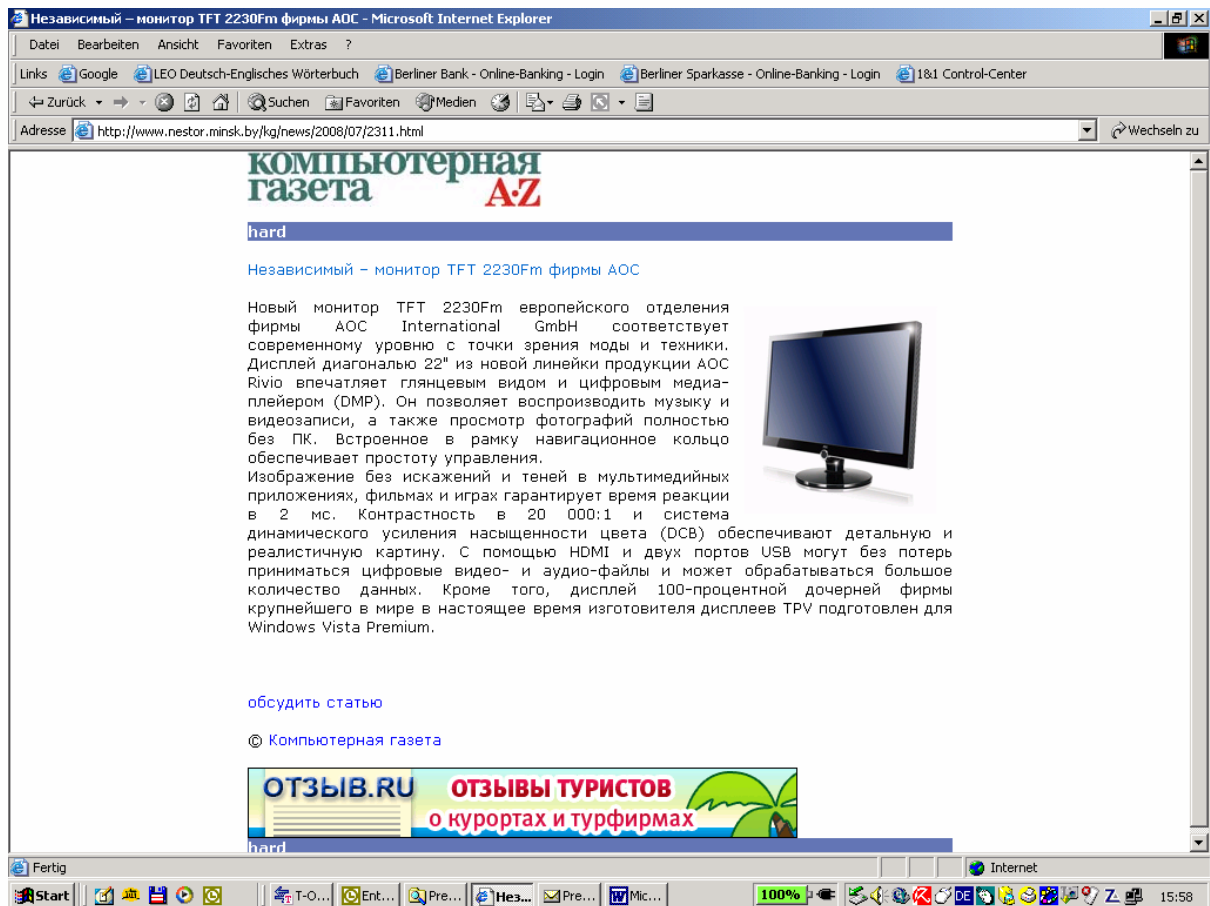 Независимый – монитор TFT 2230Fm фирмы АОС - Microsoft Internet Explorer
Datei Bearbeiten Ansicht Favoriten Extras ?
Links Google LEO Deutsch-Englisches Wörterbuch Berliner Bank - Online-Banking - Login Berliner Sparkasse - Online-Banking - Login 1&1 Control-Center
Zurück Suchen Favoriten Medien
Adresse http://www.nestor.minsk.by/kg/news/2008/07/2311.html Wechseln zu
компьютерная
газета A-Z
hard
Независимый – монитор TFT 2230Fm фирмы АОС
Новый монитор TFT 2230Fm европейского отделения
фирмы AOC International GmbH соответствует
современному уровню с точки зрения моды и техники.
Дисплей диагональю 22" из новой линейки продукции AOC
Rivio впечатляет глянцевым видом и цифровым медиа-
плейером (DMP). Он позволяет воспроизводить музыку и
видеозаписи, а также просмотр фотографий полностью
без ПК. Встроенное в рамку навигационное кольцо
обеспечивает простоту управления.
Изображение без искажений и теней в мультимедийных
приложениях, фильмах и играх гарантирует время реакции
в 2 мс. Контрастность в 20 000:1 и система
динамического усиления насыщенности цвета (DCB) обеспечивают детальную и
реалистичную картину. С помощью HDMI и двух портов USB могут без потерь
приниматься цифровые видео- и аудио-файлы и может обрабатываться большое
количество данных. Кроме того, дисплей 100-процентной дочерней фирмы
крупнейшего в мире в настоящее время изготовителя дисплеев TPV подготовлен для
Windows Vista Premium.
обсудить статью
© Компьютерная газета
ОТЗЫВ.RU ОТЗЫВЫ ТУРИСТОВ
о курортах и турфирмах
hard
Fertig Internet
Start T-O... Ent... Pre... Нез... Pre... Mic... 100% DE 15:58